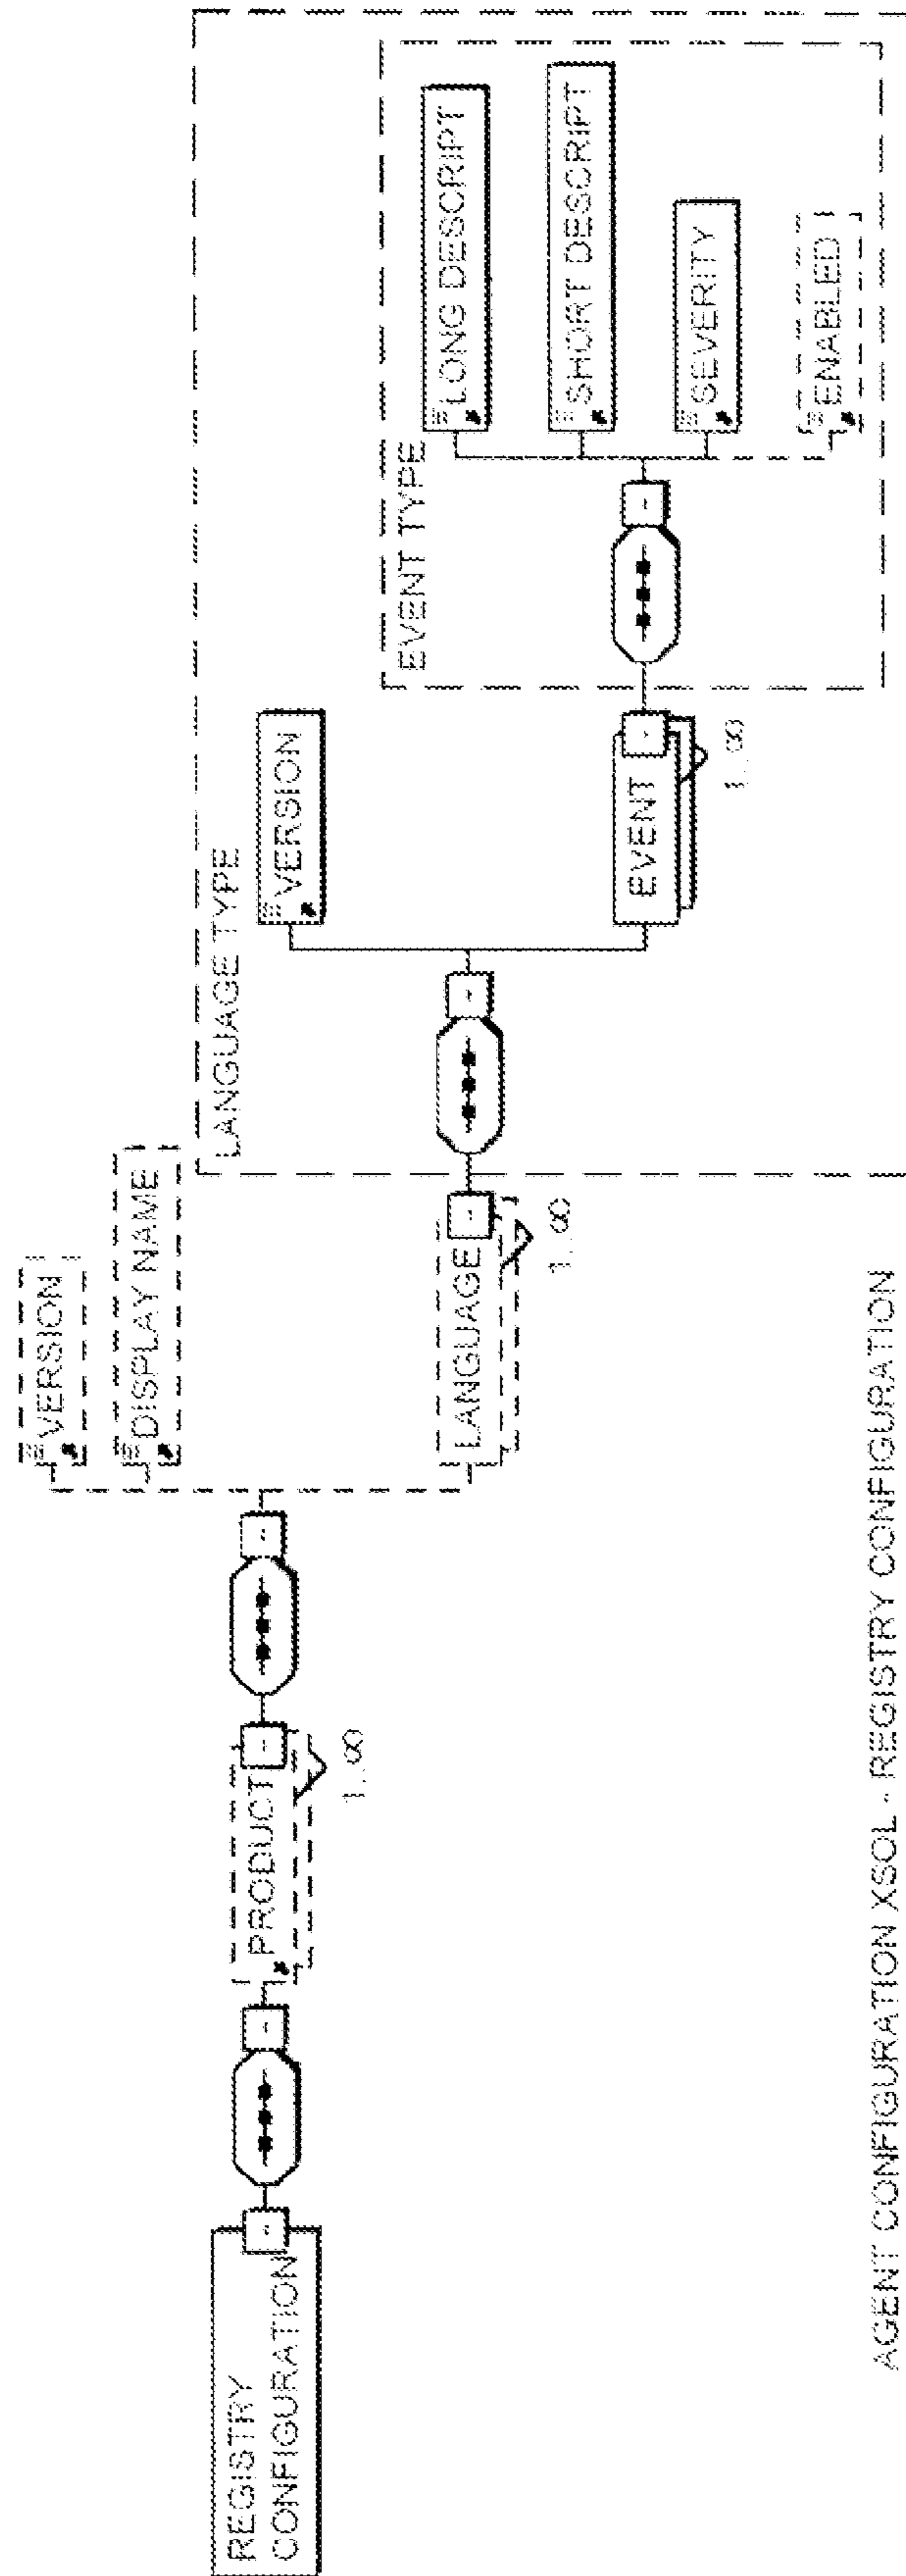 REGISTRY
CONFIGURATION
PRODUCT
1..∞
VERSION
DISPLAY NAME
LANGUAGE
1..∞
LANGUAGE TYPE
VERSION
EVENT
1..∞
EVENT TYPE
LONG DESCRIPT
SHORT DESCRIPT
SEVERITY
ENABLED
AGENT CONFIGURATION XSOL - REGISTRY CONFIGURATION